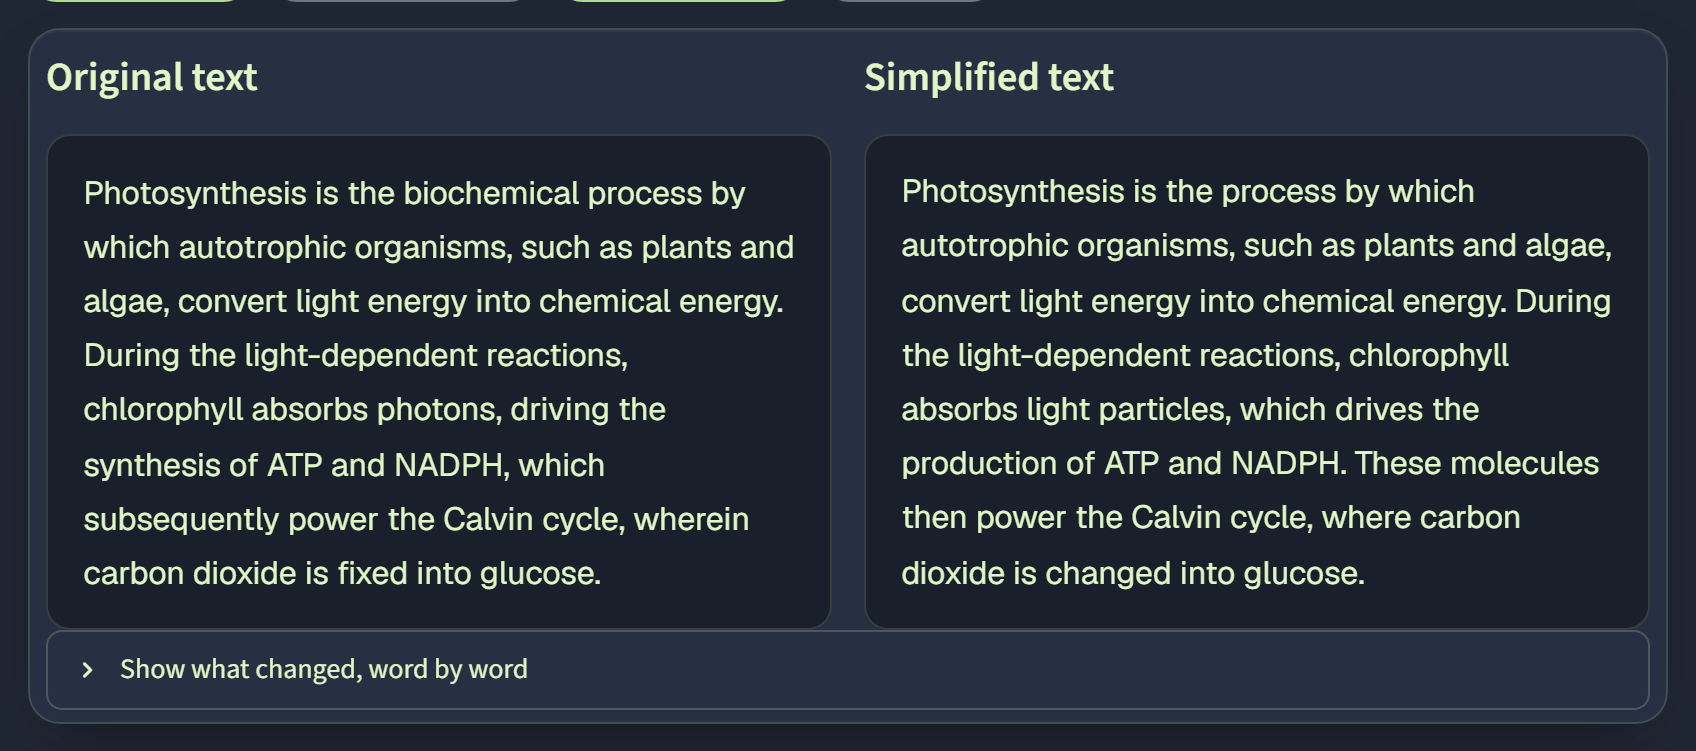 Original text
Photosynthesis is the biochemical process by
which autotrophic organisms, such as plants and
algae, convert light energy into chemical energy.
During the light-dependent reactions,
chlorophyll absorbs photons, driving the
synthesis of ATP and NADPH, which
subsequently power the Calvin cycle, wherein
carbon dioxide is fixed into glucose.
Simplified text
Photosynthesis is the process by which
autotrophic organisms, such as plants and algae,
convert light energy into chemical energy. During
the light-dependent reactions, chlorophyll
absorbs light particles, which drives the
production of ATP and NADPH. These molecules
then power the Calvin cycle, where carbon
dioxide is changed into glucose.
Show what changed, word by word